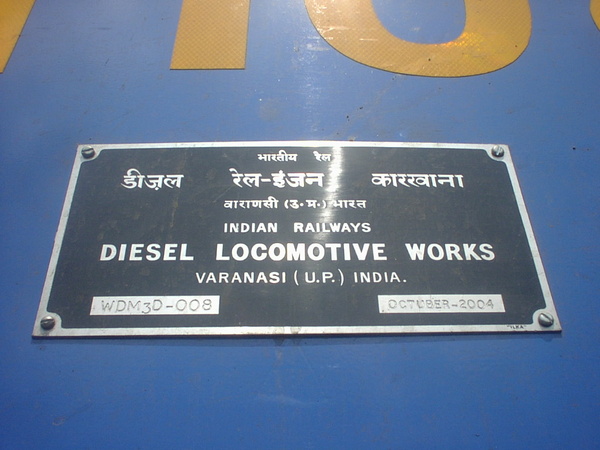 भारतीय रेल
डीज़ल रेल-इंजन कारखाना
वाराणसी (उ.प्र.) भारत
INDIAN RAILWAYS
DIESEL LOCOMOTIVE WORKS
VARANASI (U.P.) INDIA.
WDM3D-008 OCTOBER-2004